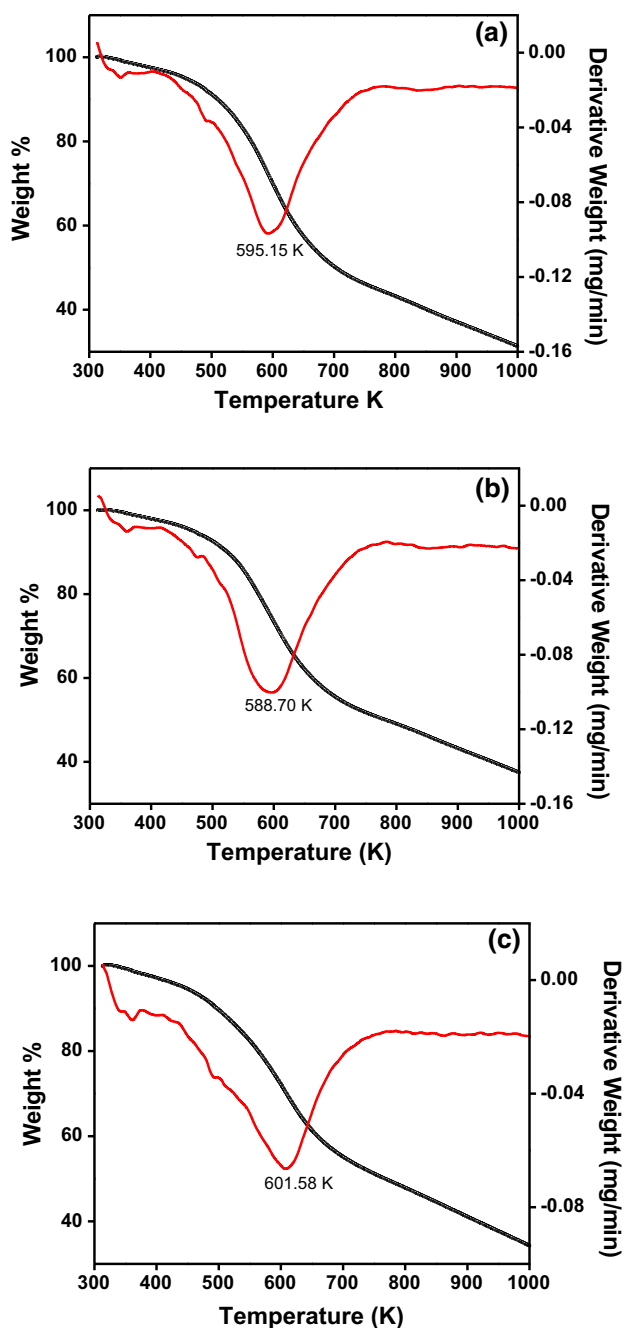 (a)
100
80
60
40
Weight %
0.00
-0.04
-0.08
-0.12
-0.16
Derivative Weight (mg/min)
595.15 K
300 400 500 600 700 800 900 1000
Temperature K
(b)
100
80
60
40
Weight %
0.00
-0.04
-0.08
-0.12
-0.16
Derivative Weight (mg/min)
588.70 K
300 400 500 600 700 800 900 1000
Temperature (K)
(c)
100
80
60
40
Weight %
0.00
-0.04
-0.08
Derivative Weight (mg/min)
601.58 K
300 400 500 600 700 800 900 1000
Temperature (K)